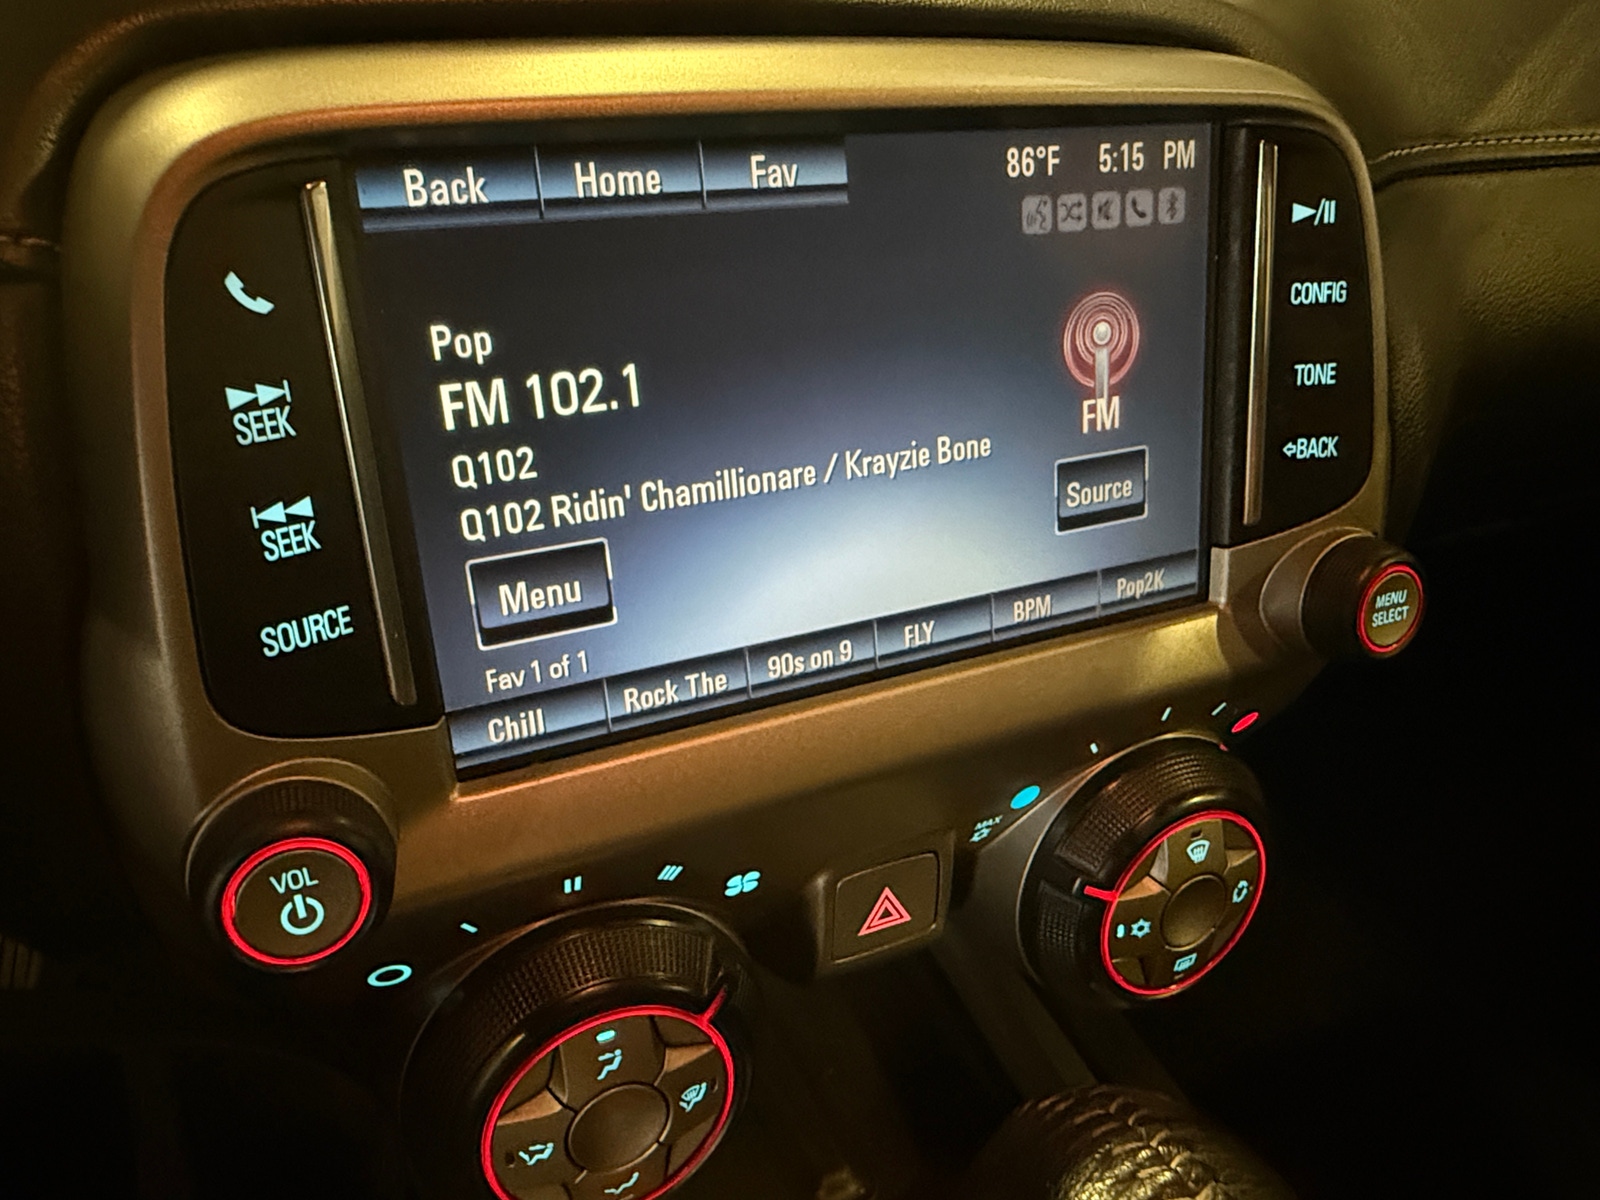 Back Home Fav 86°F 5:15 PM
Pop
FM 102.1
Q102
Q102 Ridin' Chamillionare / Krayzie Bone
FM
Source
Menu
Fav 1 of 1
Chill Rock The 90s on 9 FLY BPM Pop2K
SEEK
SEEK
SOURCE
CONFIG
TONE
BACK
MENU
SELECT
VOL
MAX